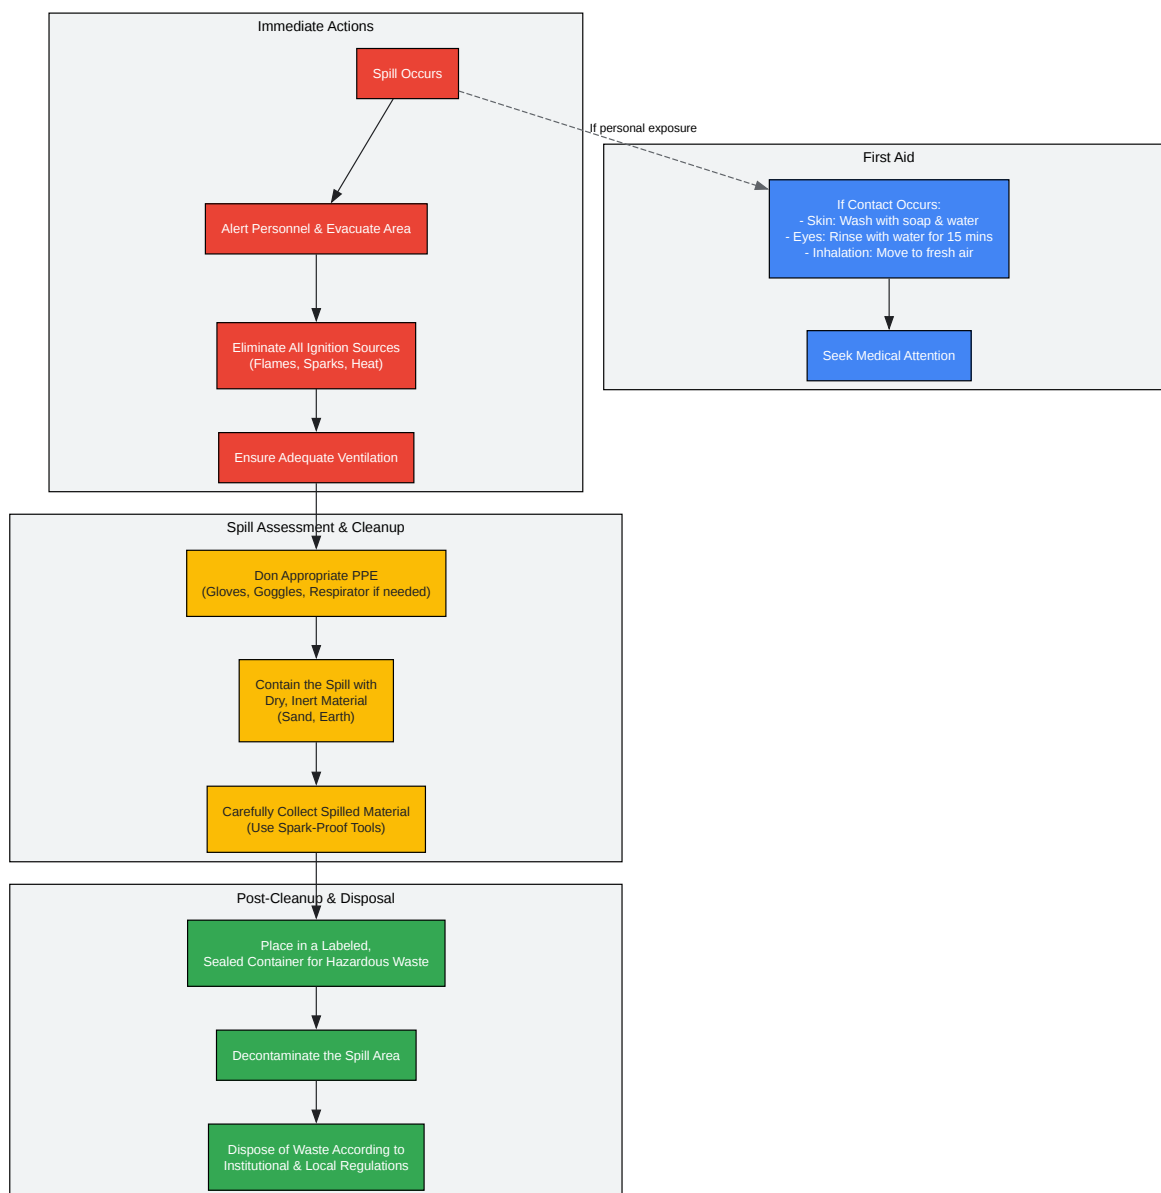 Immediate Actions
Spill Occurs
If personal exposure
First Aid
If Contact Occurs:
- Skin: Wash with soap & water
- Eyes: Rinse with water for 15 mins
- Inhalation: Move to fresh air
Seek Medical Attention
Alert Personnel & Evacuate Area
Eliminate All Ignition Sources
(Flames, Sparks, Heat)
Ensure Adequate Ventilation
Spill Assessment & Cleanup
Don Appropriate PPE
(Gloves, Goggles, Respirator if needed)
Contain the Spill with
Dry, Inert Material
(Sand, Earth)
Carefully Collect Spilled Material
(Use Spark-Proof Tools)
Post-Cleanup & Disposal
Place in a Labeled,
Sealed Container for Hazardous Waste
Decontaminate the Spill Area
Dispose of Waste According to
Institutional & Local Regulations